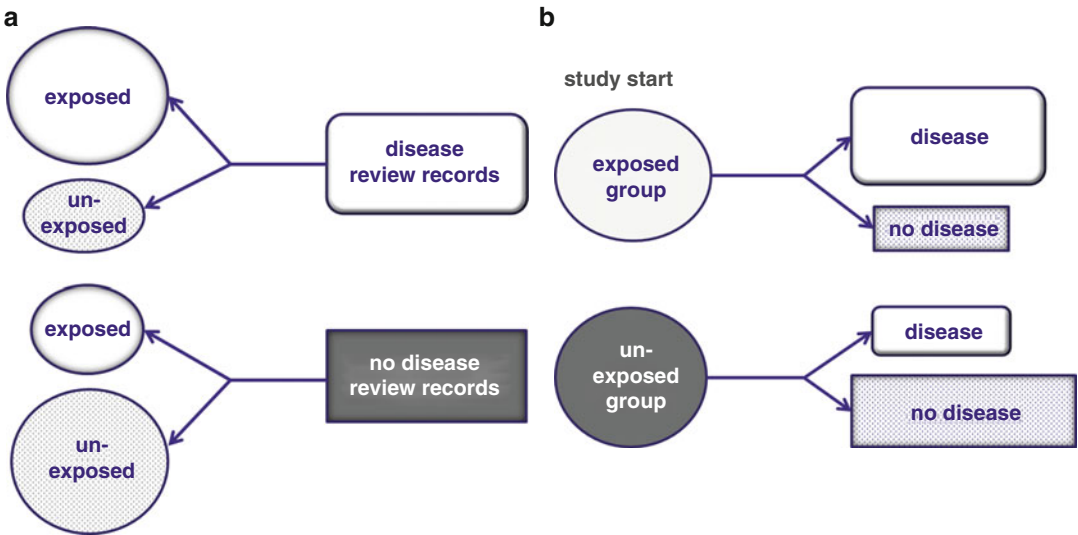 a
exposed
un-
exposed
disease
review records
exposed
un-
exposed
no disease
review records
b
study start
exposed
group
disease
no disease
un-
exposed
group
disease
no disease